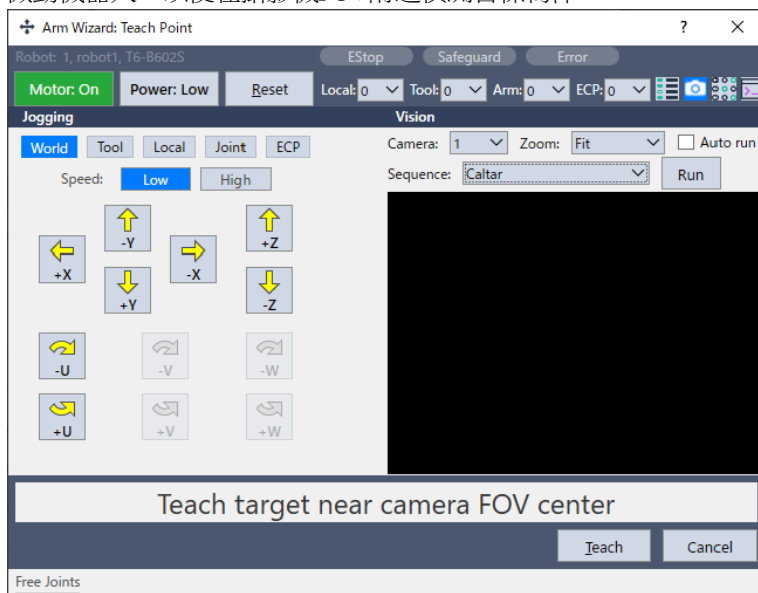 Arm Wizard: Teach Point ? ×
Robot: 1, robot1, T6-B602S EStop Safeguard Error
Motor: On Power: Low Reset Local: 0 Tool: 0 Arm: 0 ECP: 0
Jogging Vision
World Tool Local Joint ECP Camera: 1 Zoom: Fit Auto run
Speed: Low High Sequence: Caltar Run
-Y +Z
+X -X
+Y -Z
-U -V -W
+U +V +W
Teach target near camera FOV center
Teach Cancel
Free Joints